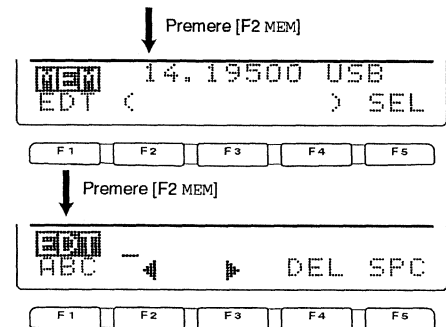 Premere [F2 MEM]
MEM 14.19500 USB
EDT < > SEL
F1 F2 F3 F4 F5
Premere [F2 MEM]
EDT _
ABC ◀ ▶ DEL SPC
F1 F2 F3 F4 F5